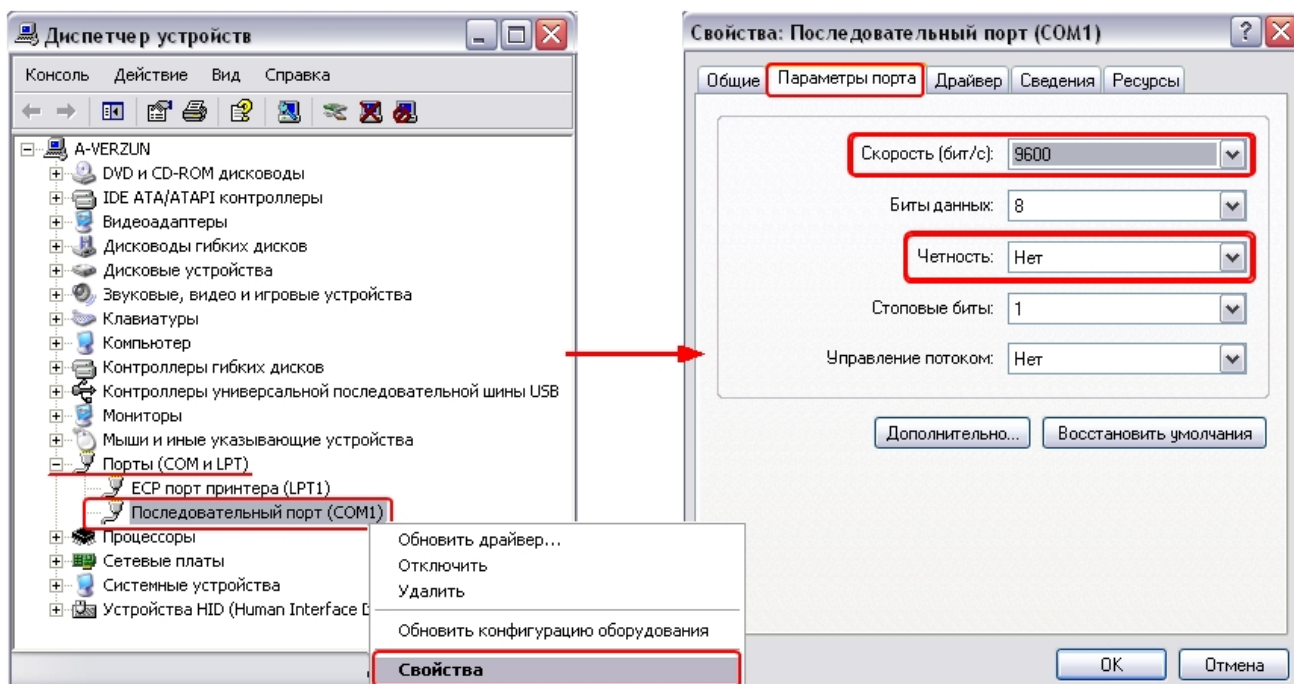 Диспетчер устройств
Консоль Действие Вид Справка
A-VERZUN
DVD и CD-ROM дисководы
IDE ATA/ATAPI контроллеры
Видеоадаптеры
Дисководы гибких дисков
Дисковые устройства
Звуковые, видео и игровые устройства
Клавиатуры
Компьютер
Контроллеры гибких дисков
Контроллеры универсальной последовательной шины USB
Мониторы
Мыши и иные указывающие устройства
Порты (COM и LPT)
ECP порт принтера (LPT1)
Последовательный порт (COM1)
Процессоры
Сетевые платы
Системные устройства
Устройства HID (Human Interface D
Обновить драйвер...
Отключить
Удалить
Обновить конфигурацию оборудования
Свойства
Свойства: Последовательный порт (COM1)
Общие Параметры порта Драйвер Сведения Ресурсы
Скорость (бит/с): 9600
Биты данных: 8
Четность: Нет
Стоповые биты: 1
Управление потоком: Нет
Дополнительно... Восстановить умолчания
OK Отмена